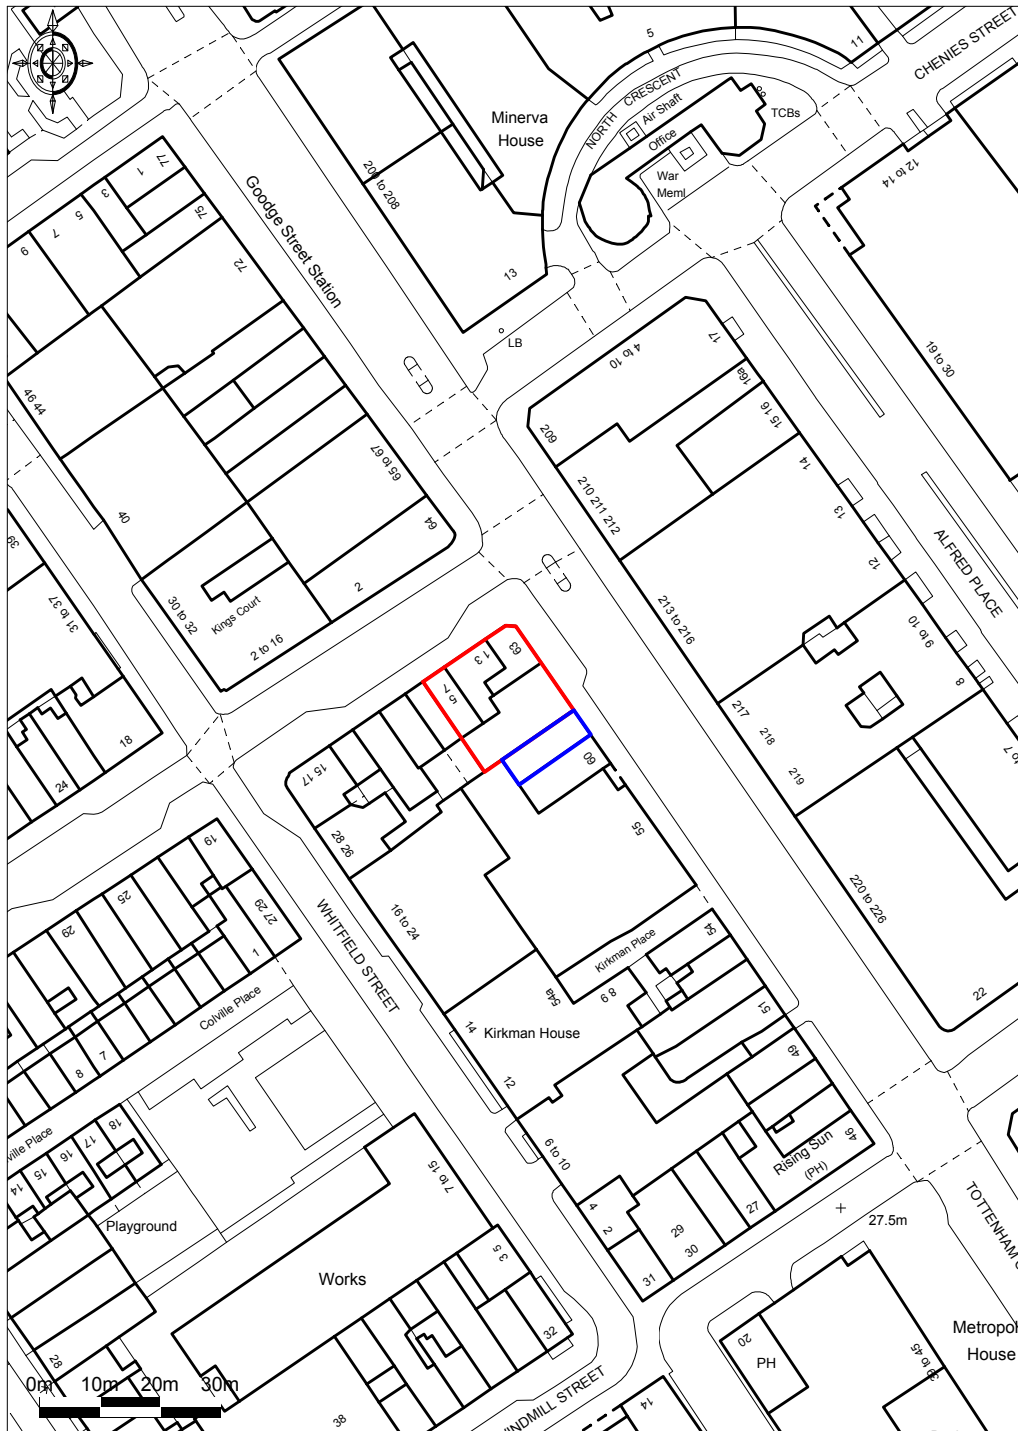 5
11
CHENIES STREET
NORTH
CRESCENT
Air Shaft
Office
TCBs
Minerva
House
War
Meml
12 to 14
77
1
3
5
7
9
75
72
Goodge Street Station
200 to 208
13
LB
4 to 10
17
16a
15 16
14
13
12
19 to 30
209
210 211 212
213 to 216
ALFRED PLACE
9 to 10
8
217
218
219
220 to 226
22
46 44
40
39
65 to 67
64
2
30 to 32
Kings Court
2 to 16
31 to 37
18
24
63
1 3
5 7
60
55
15 17
28 26
16 to 24
WHITFIELD STREET
19
25
29
27 29
1
Colville Place
7
8
54
Kirkman Place
54a
8 9
51
49
46
14
Kirkman House
12
9 to 10
4
2
Rising Sun
(PH)
27
29
30
31
27.5m
18
17
16
15
14
Playground
7 to 15
Works
3 5
32
28
38
20
PH
39 to 45
14
Metropol
House
0m 10m 20m 30m